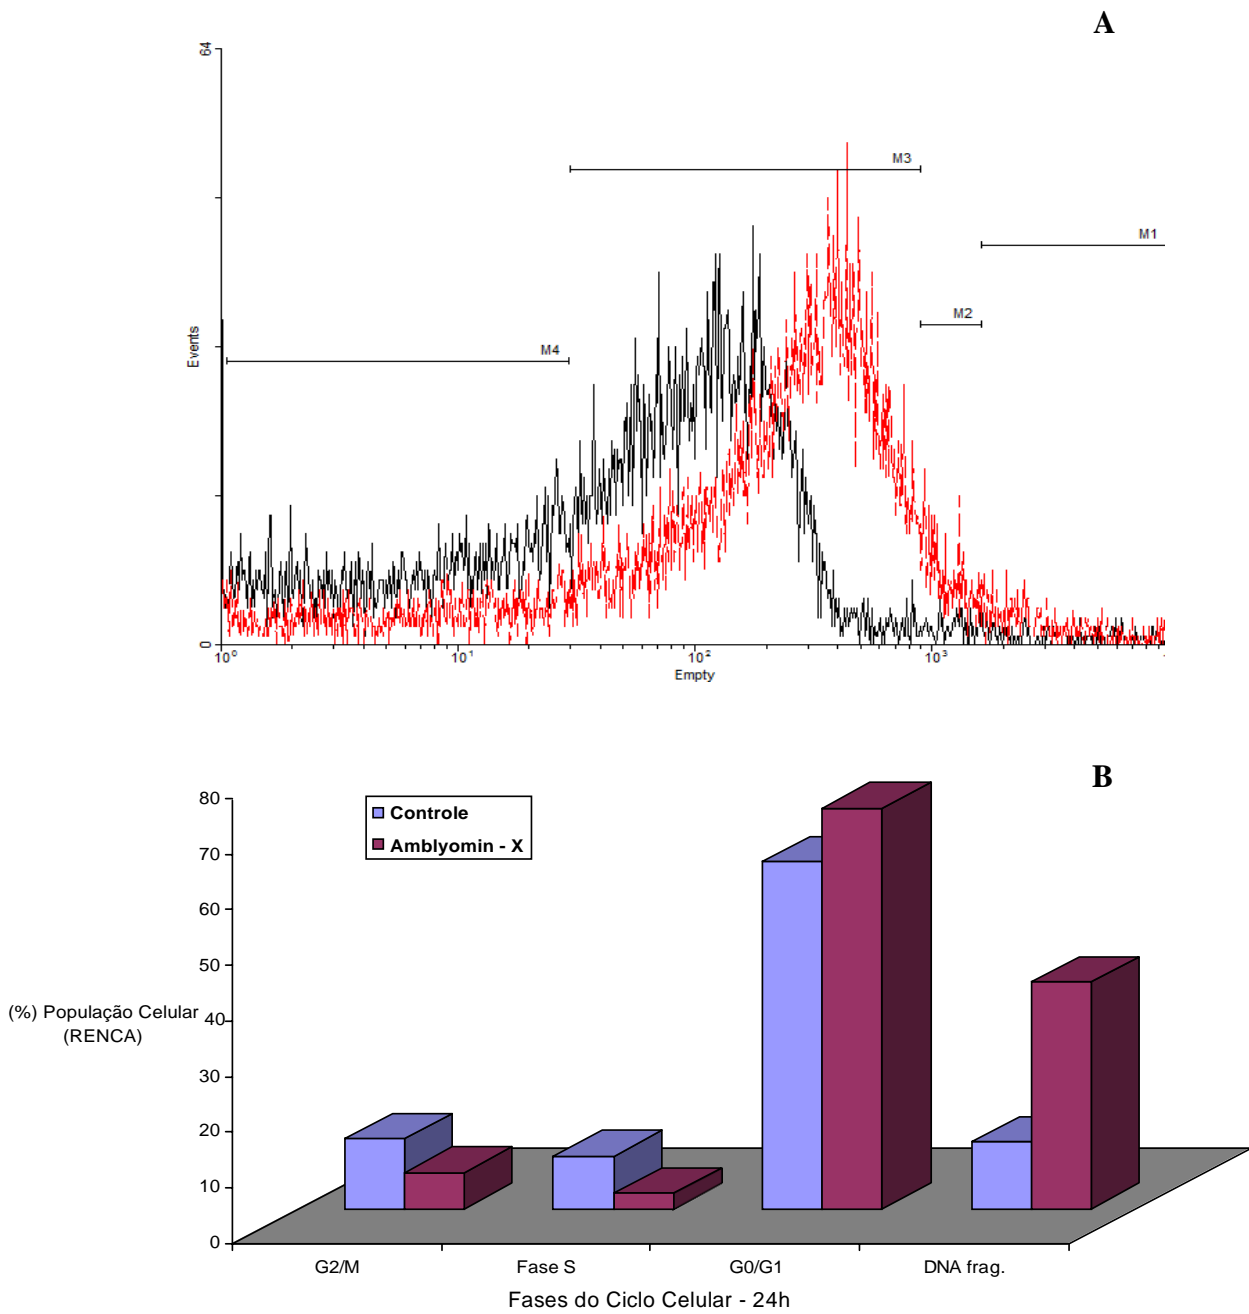 A
64
M3
M1
M2
Events
M4
0
10⁰
10¹
10²
10³
Empty
B
80
Controle
Amblyomin - X
70
60
50
(%) População Celular
(RENCA)
40
30
20
10
0
G2/M
Fase S
G0/G1
DNA frag.
Fases do Ciclo Celular - 24h